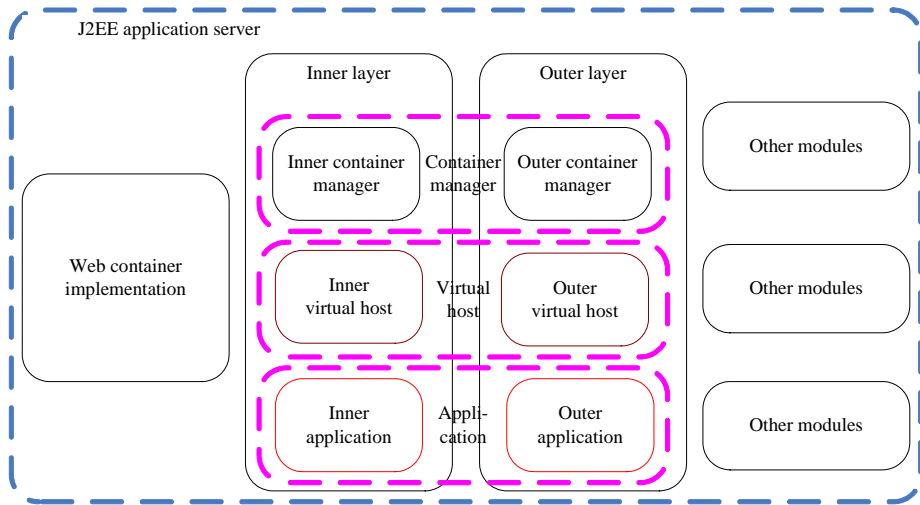 J2EE application server
Inner layer
Outer layer
Inner container
manager
Container
manager
Outer container
manager
Other modules
Web container
implementation
Inner
virtual host
Virtual
host
Outer
virtual host
Other modules
Inner
application
Appli-
cation
Outer
application
Other modules